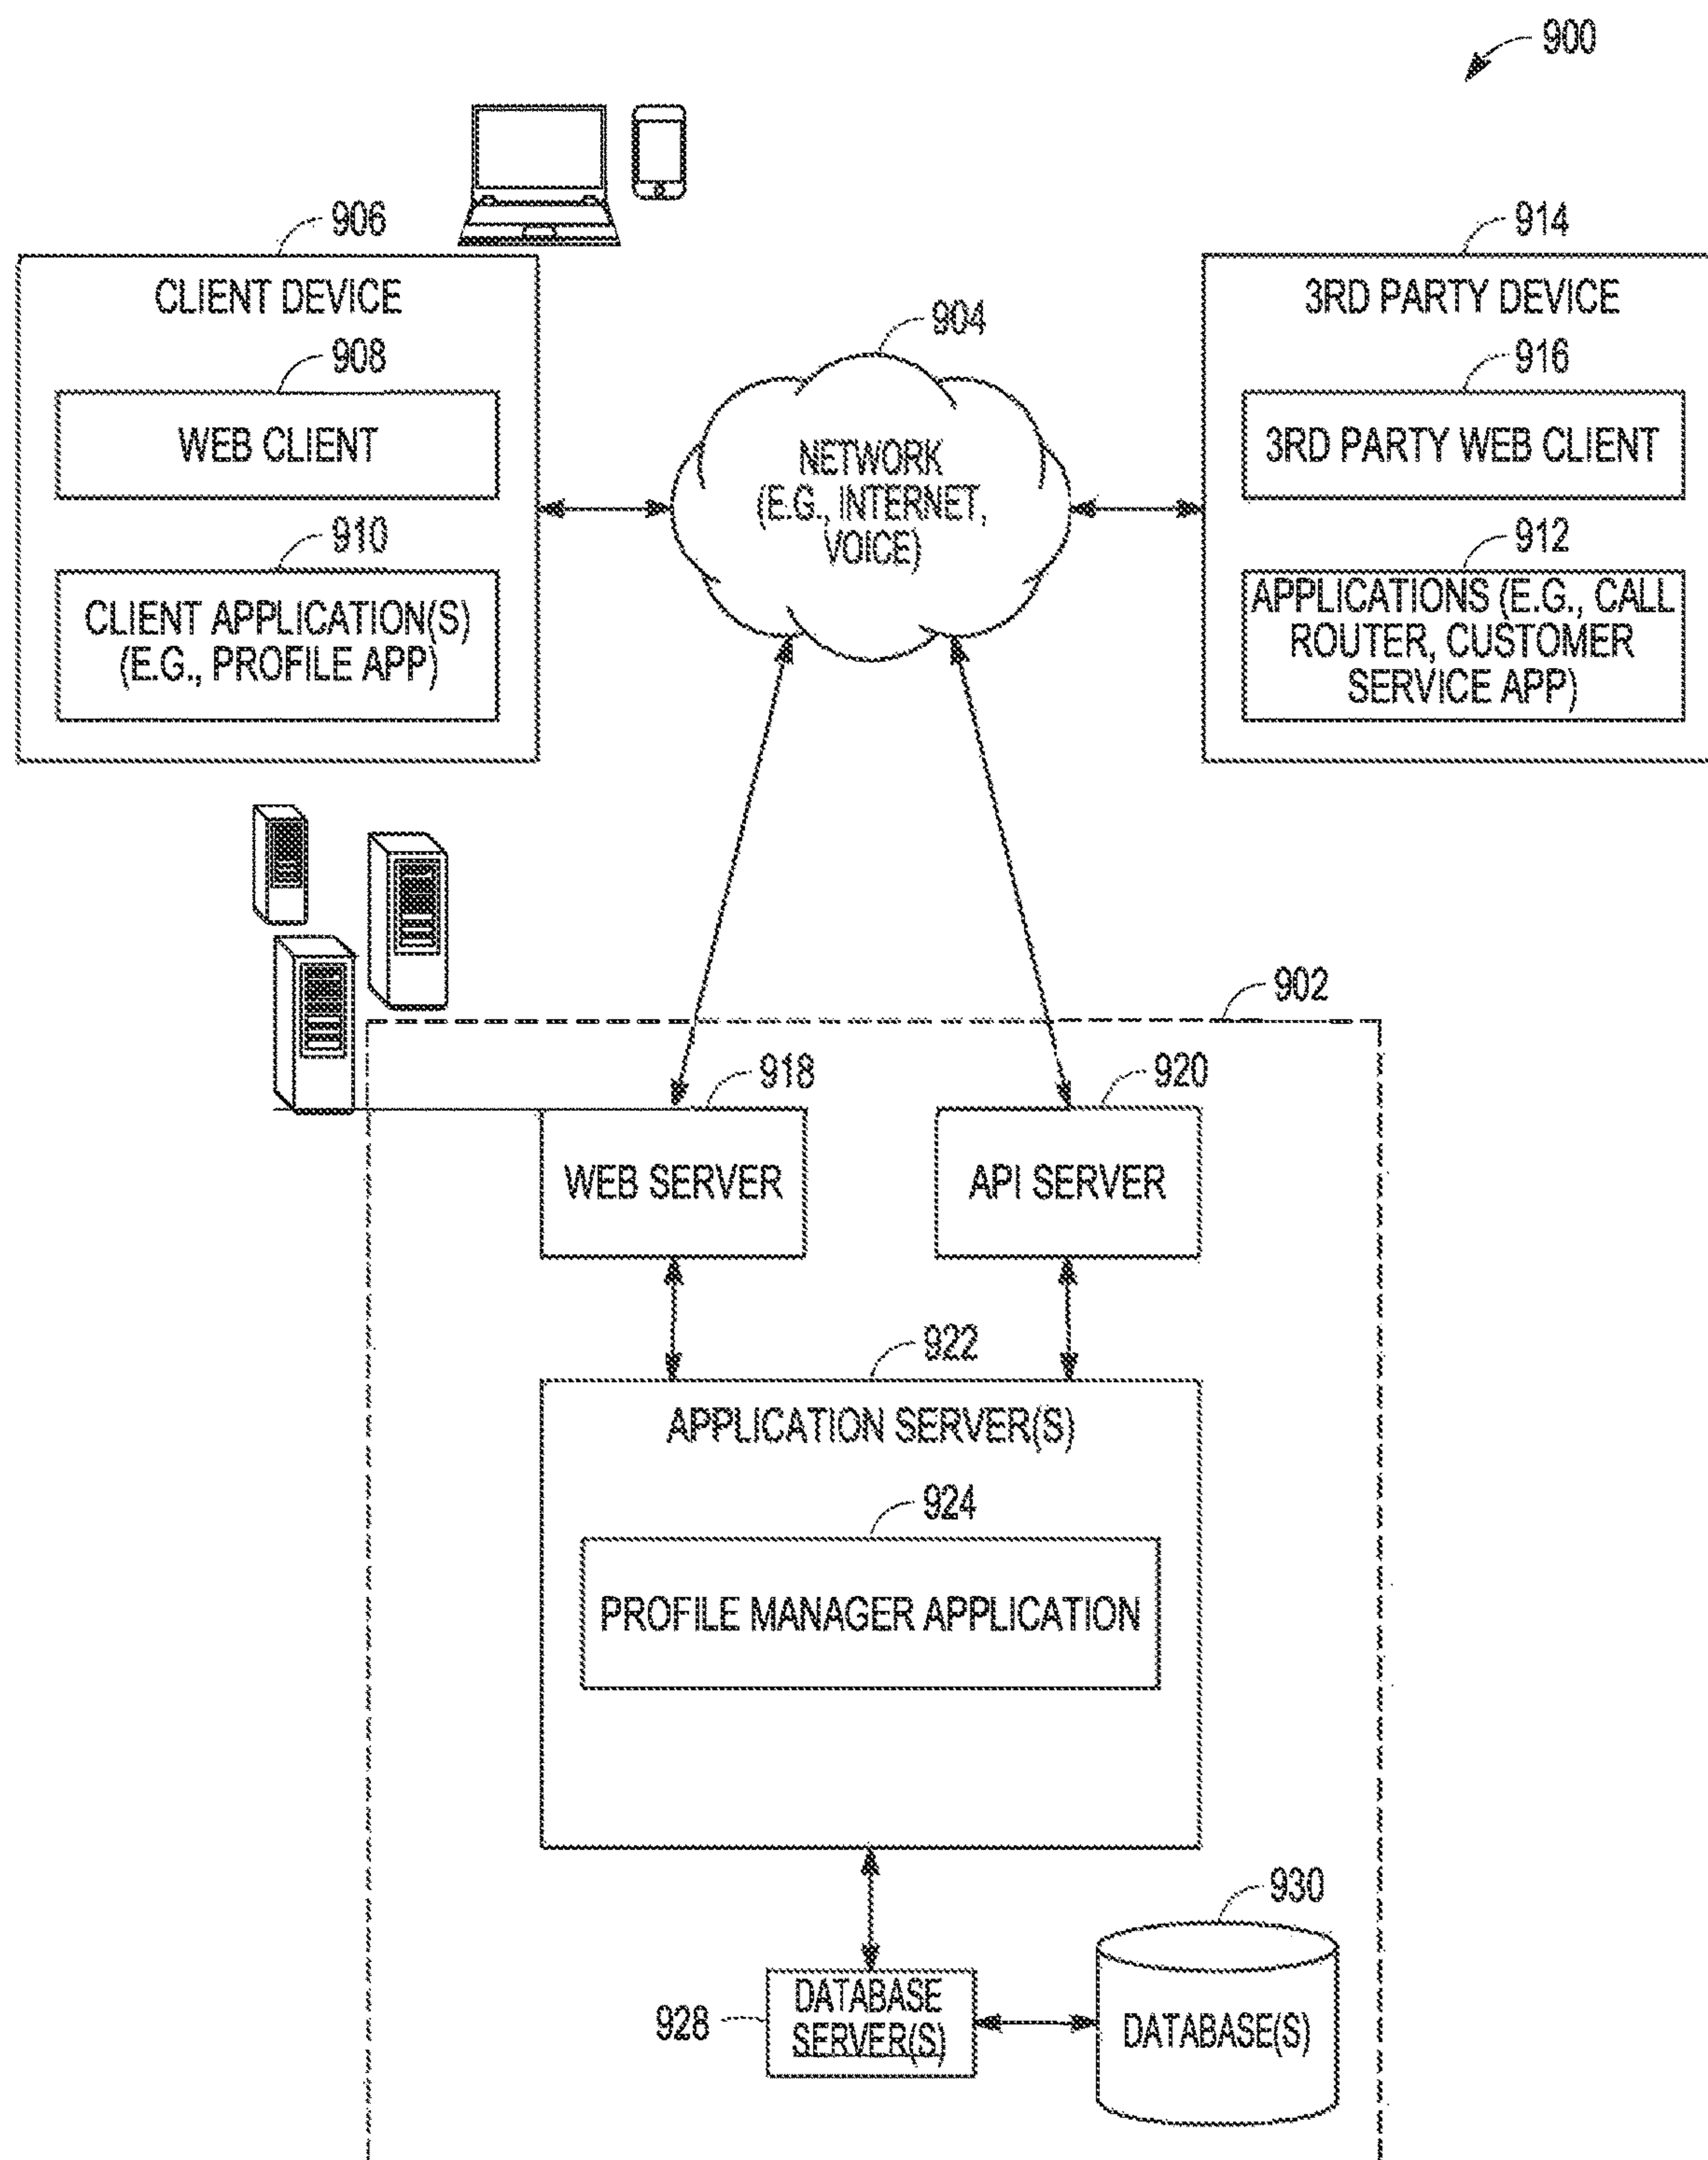 900
906
CLIENT DEVICE
908
WEB CLIENT
910
CLIENT APPLICATION(S)
(E.G., PROFILE APP)
904
NETWORK
(E.G., INTERNET,
VOICE)
914
3RD PARTY DEVICE
916
3RD PARTY WEB CLIENT
912
APPLICATIONS (E.G., CALL
ROUTER, CUSTOMER
SERVICE APP)
902
918
WEB SERVER
920
API SERVER
922
APPLICATION SERVER(S)
924
PROFILE MANAGER APPLICATION
928
DATABASE
SERVER(S)
930
DATABASE(S)